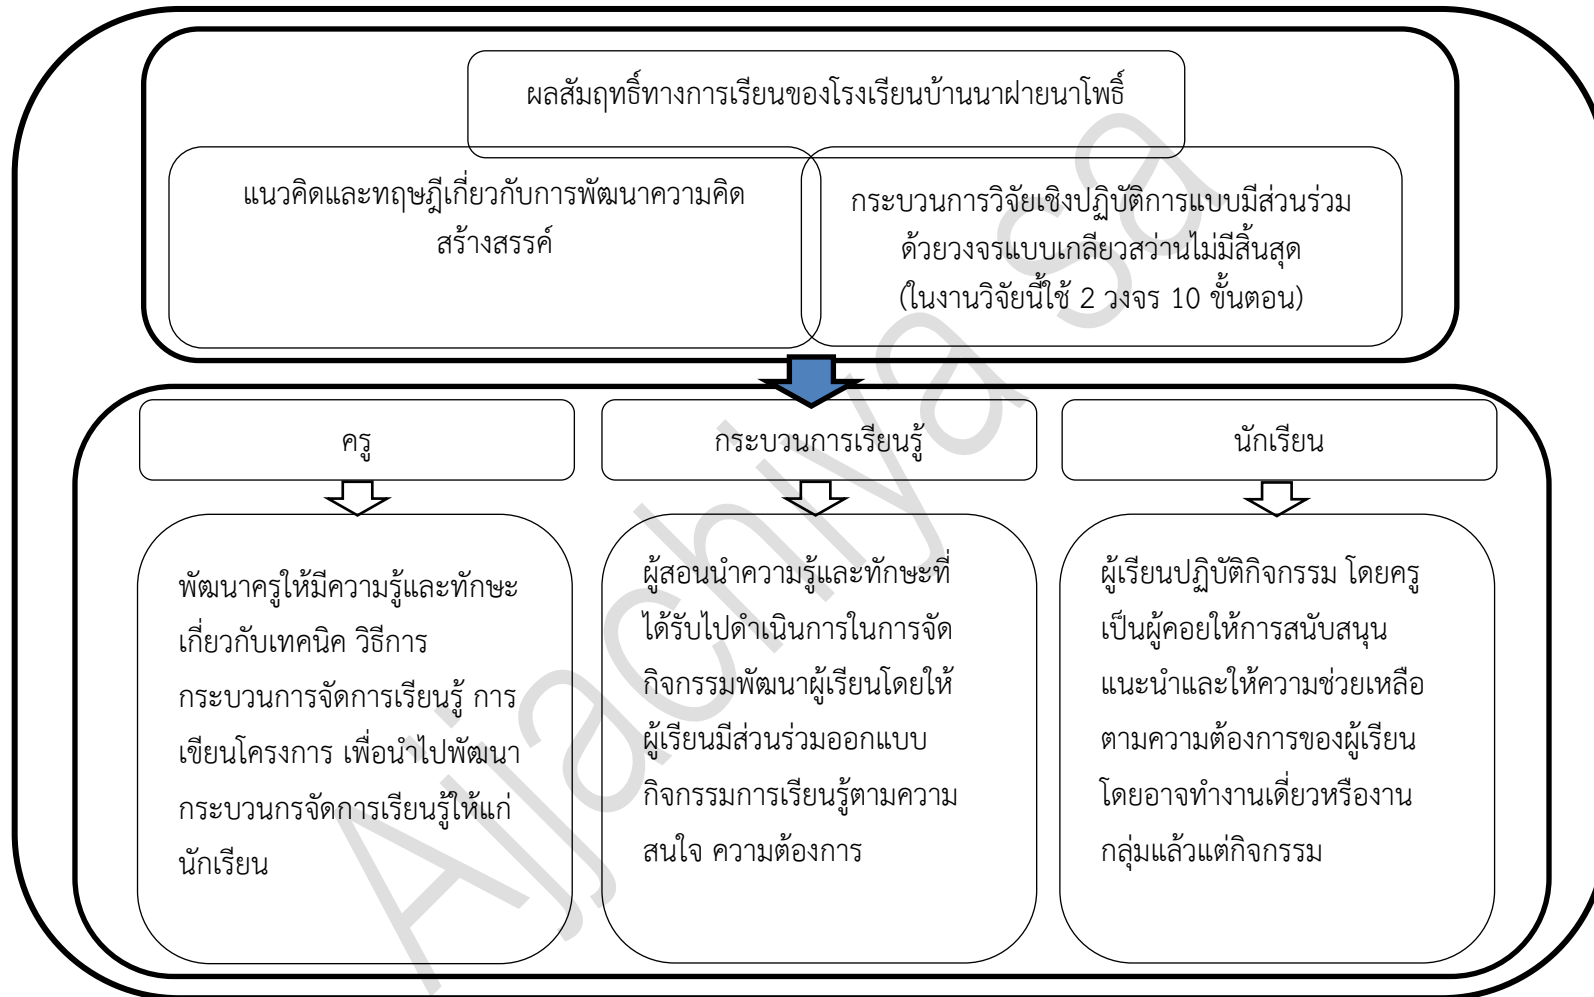 ผลสัมฤทธิ์ทางการเรียนของโรงเรียนบ้านนาฝายนาโพธิ์
แนวคิดและทฤษฎีเกี่ยวกับการพัฒนาความคิด
สร้างสรรค์
กระบวนการวิจัยเชิงปฏิบัติการแบบมีส่วนร่วม
ด้วยวงจรแบบเกลียวสว่านไม่มีสิ้นสุด
(ในงานวิจัยนี้ใช้ 2 วงจร 10 ขั้นตอน)
ครู
พัฒนาครูให้มีความรู้และทักษะ
เกี่ยวกับเทคนิค วิธีการ
กระบวนการจัดการเรียนรู้ การ
เขียนโครงการ เพื่อนำไปพัฒนา
กระบวนกรจัดการเรียนรู้ให้แก่
นักเรียน
กระบวนการเรียนรู้
ผู้สอนนำความรู้และทักษะที่
ได้รับไปดำเนินการในการจัด
กิจกรรมพัฒนาผู้เรียนโดยให้
ผู้เรียนมีส่วนร่วมออกแบบ
กิจกรรมการเรียนรู้ตามความ
สนใจ ความต้องการ
นักเรียน
ผู้เรียนปฏิบัติกิจกรรม โดยครู
เป็นผู้คอยให้การสนับสนุน
แนะนำและให้ความช่วยเหลือ
ตามความต้องการของผู้เรียน
โดยอาจทำงานเดี่ยวหรืองาน
กลุ่มแล้วแต่กิจกรรม
Ajjachiya sa